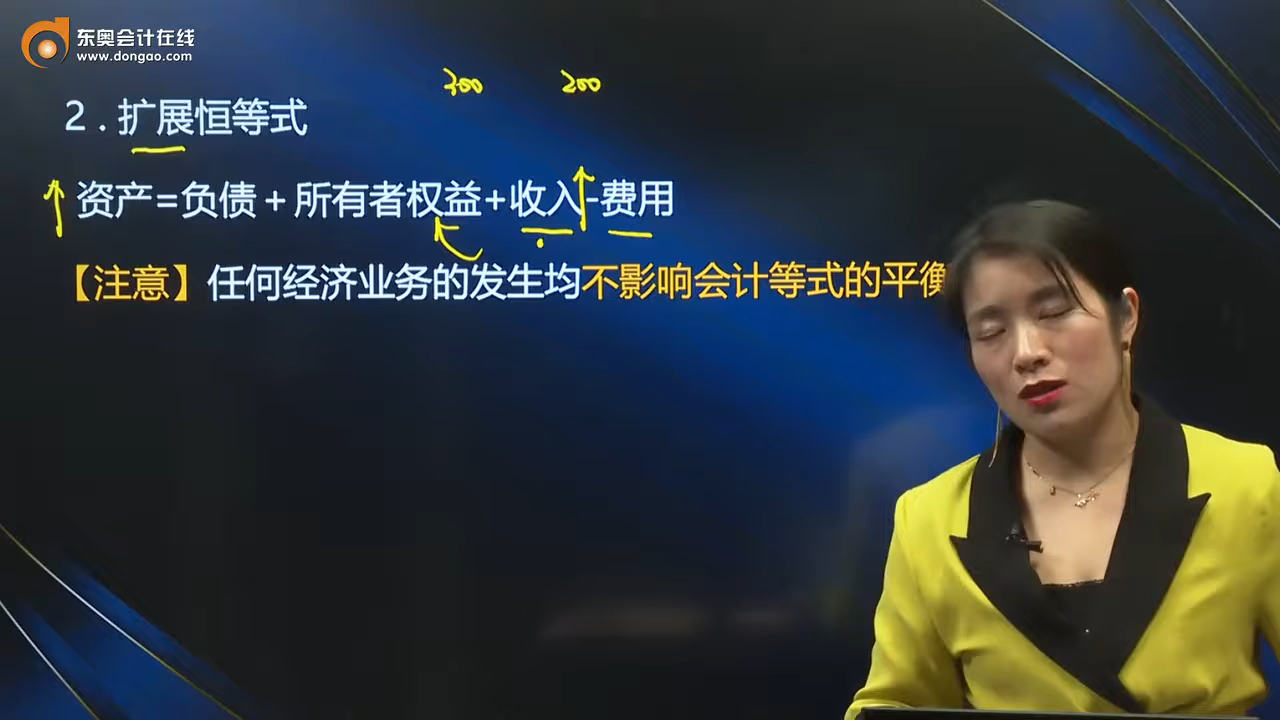 东奥会计在线
www.dongao.com
300 200
2.扩展恒等式
资产=负债+所有者权益+收入-费用
【注意】任何经济业务的发生均不影响会计等式的平衡